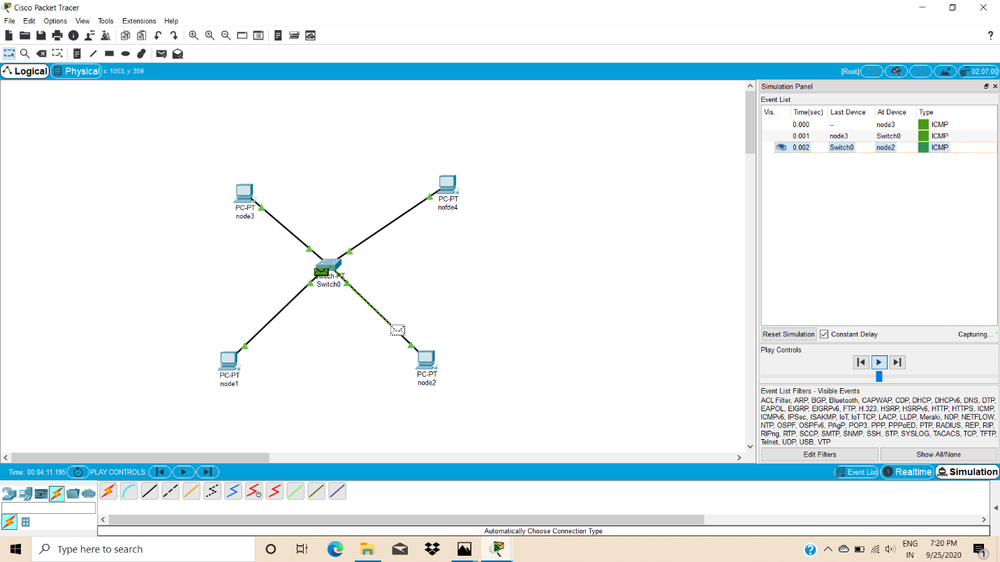 Cisco Packet Tracer
File Edit Options View Tools Extensions Help
?
Logical Physical x: 1053, y: 359 [Root] 02:07:00
Simulation Panel
Event List
Vis. Time(sec) Last Device At Device Type
0.000 -- node3 ICMP
0.001 node3 Switch0 ICMP
0.002 Switch0 node2 ICMP
PC-PT
node3
PC-PT
nofde4
Switch-PT
Switch0
PC-PT
node1
PC-PT
node2
Reset Simulation Constant Delay Capturing...
Play Controls
Event List Filters - Visible Events
ACL Filter, ARP, BGP, Bluetooth, CAPWAP, CDP, DHCP, DHCPv6, DNS, DTP,
EAPOL, EIGRP, EIGRPv6, FTP, H.323, HSRP, HSRPv6, HTTP, HTTPS, ICMP,
ICMPv6, IPSec, ISAKMP, IoT, IoT TCP, LACP, LLDP, Meraki, NDP, NETFLOW,
NTP, OSPF, OSPFv6, PAgP, POP3, PPP, PPPoED, PTP, RADIUS, REP, RIP,
RIPng, RTP, SCCP, SMTP, SNMP, SSH, STP, SYSLOG, TACACS, TCP, TFTP,
Telnet, UDP, USB, VTP
Edit Filters Show All/None
Time: 00:04:11.195 PLAY CONTROLS: Event List Realtime Simulation
Automatically Choose Connection Type
Type here to search
ENG
IN
7:20 PM
9/25/2020
1